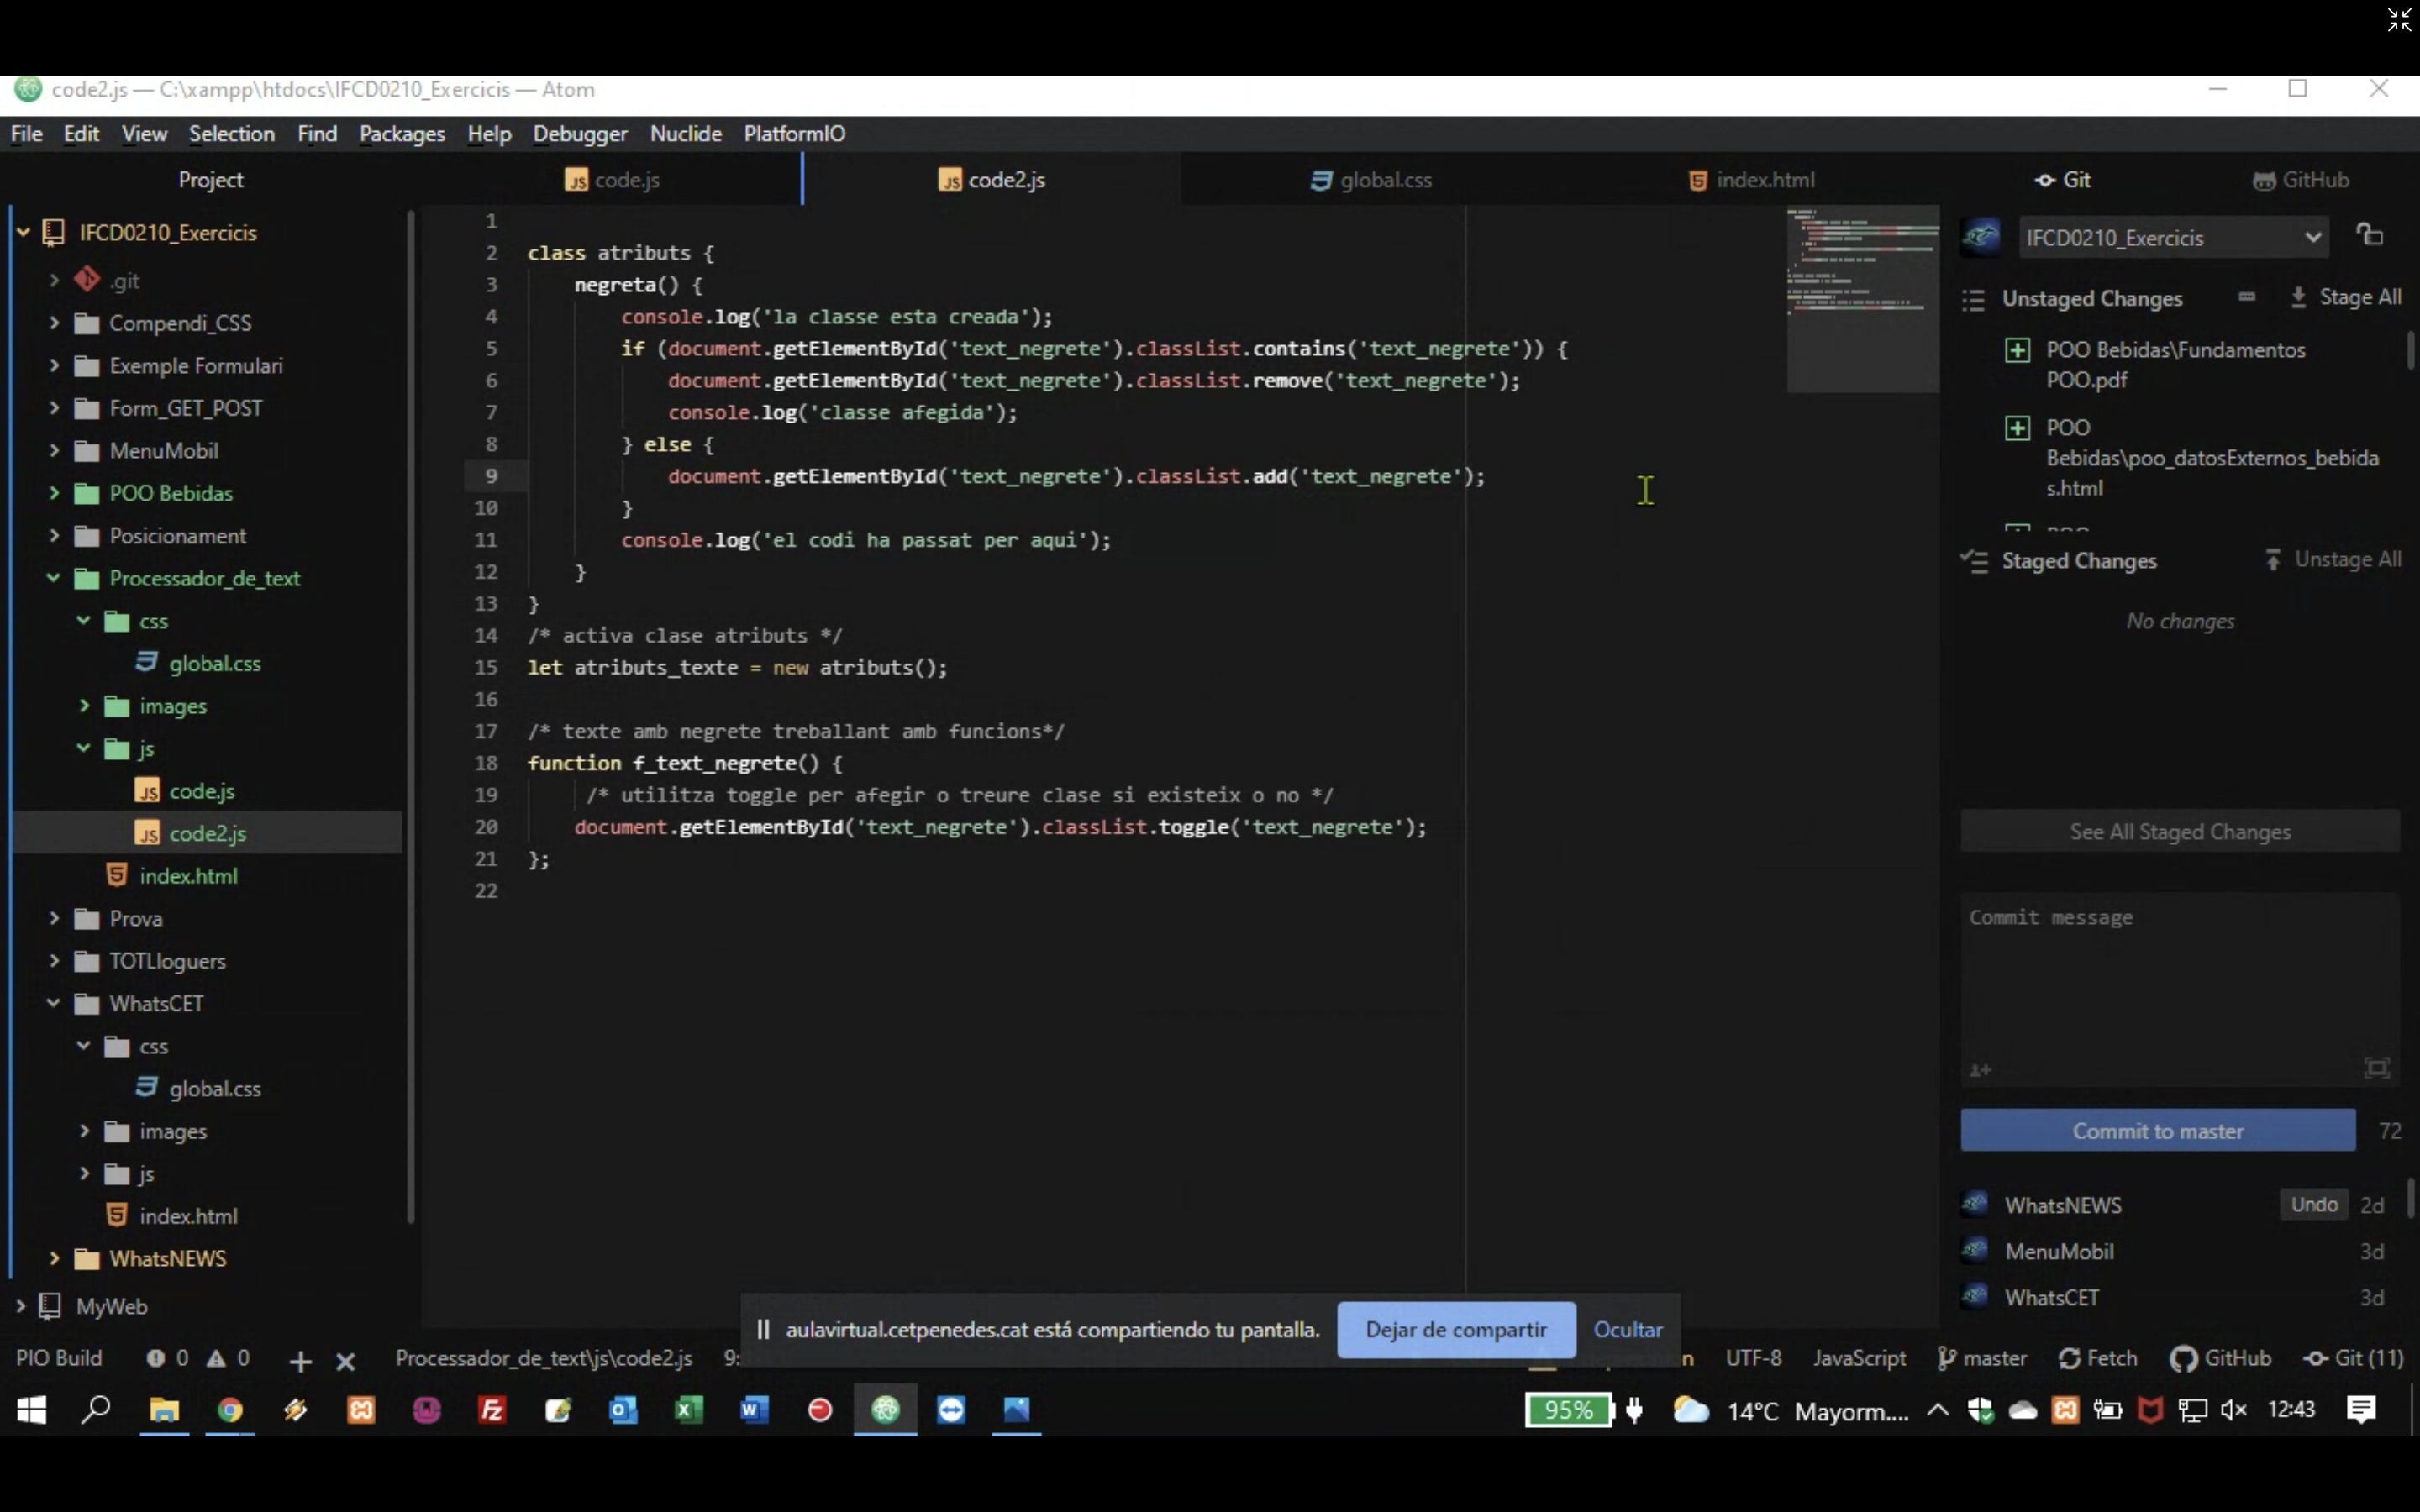 code2.js — C:\xampp\htdocs\IFCD0210_Exercicis — Atom
File Edit View Selection Find Packages Help Debugger Nuclide PlatformIO
Project
code.js
code2.js
global.css
index.html
Git
GitHub
IFCD0210_Exercicis
.git
Compendi_CSS
Exemple Formulari
Form_GET_POST
MenuMobil
POO Bebidas
Posicionament
Processador_de_text
css
global.css
images
js
code.js
code2.js
index.html
Prova
TOTLloguers
WhatsCET
css
global.css
images
js
index.html
WhatsNEWS
MyWeb
1
2 class atributs {
3 negreta() {
4 console.log('la classe esta creada');
5 if (document.getElementById('text_negrete').classList.contains('text_negrete')) {
6 document.getElementById('text_negrete').classList.remove('text_negrete');
7 console.log('classe afegida');
8 } else {
9 document.getElementById('text_negrete').classList.add('text_negrete');
10 }
11 console.log('el codi ha passat per aqui');
12 }
13 }
14 /* activa clase atributs */
15 let atributs_texte = new atributs();
16
17 /* texte amb negrete treballant amb funcions*/
18 function f_text_negrete() {
19 /* utilitza toggle per afegir o treure clase si existeix o no */
20 document.getElementById('text_negrete').classList.toggle('text_negrete');
21 };
22
IFCD0210_Exercicis
Unstaged Changes
Stage All
POO Bebidas\Fundamentos
POO.pdf
POO
Bebidas\poo_datosExternos_bebida
s.html
Staged Changes
Unstage All
No changes
See All Staged Changes
Commit message
Commit to master
72
WhatsNEWS Undo 2d
MenuMobil 3d
WhatsCET 3d
aulavirtual.cetpenedes.cat está compartiendo tu pantalla.
Dejar de compartir
Ocultar
PIO Build 0 0 Processador_de_text\js\code2.js 9:
UTF-8 JavaScript master Fetch GitHub Git (11)
95% 14°C Mayorm.... 12:43